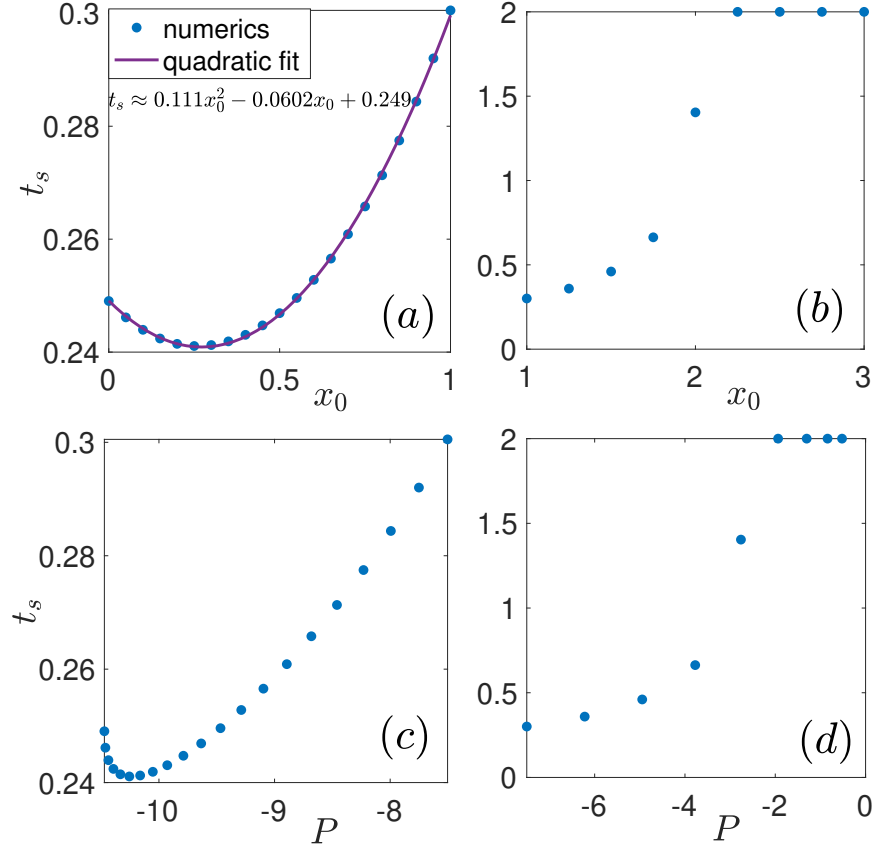 0.3
numerics
quadratic fit
t_s ≈ 0.111x_0^2 − 0.0602x_0 + 0.249
0.28
t_s
0.26
(a)
0.24
0
0.5
1
x_0
2
1.5
1
0.5
(b)
0
1
2
3
x_0
0.3
0.28
t_s
0.26
(c)
0.24
-10
-9
-8
P
2
1.5
1
0.5
(d)
0
-6
-4
-2
0
P